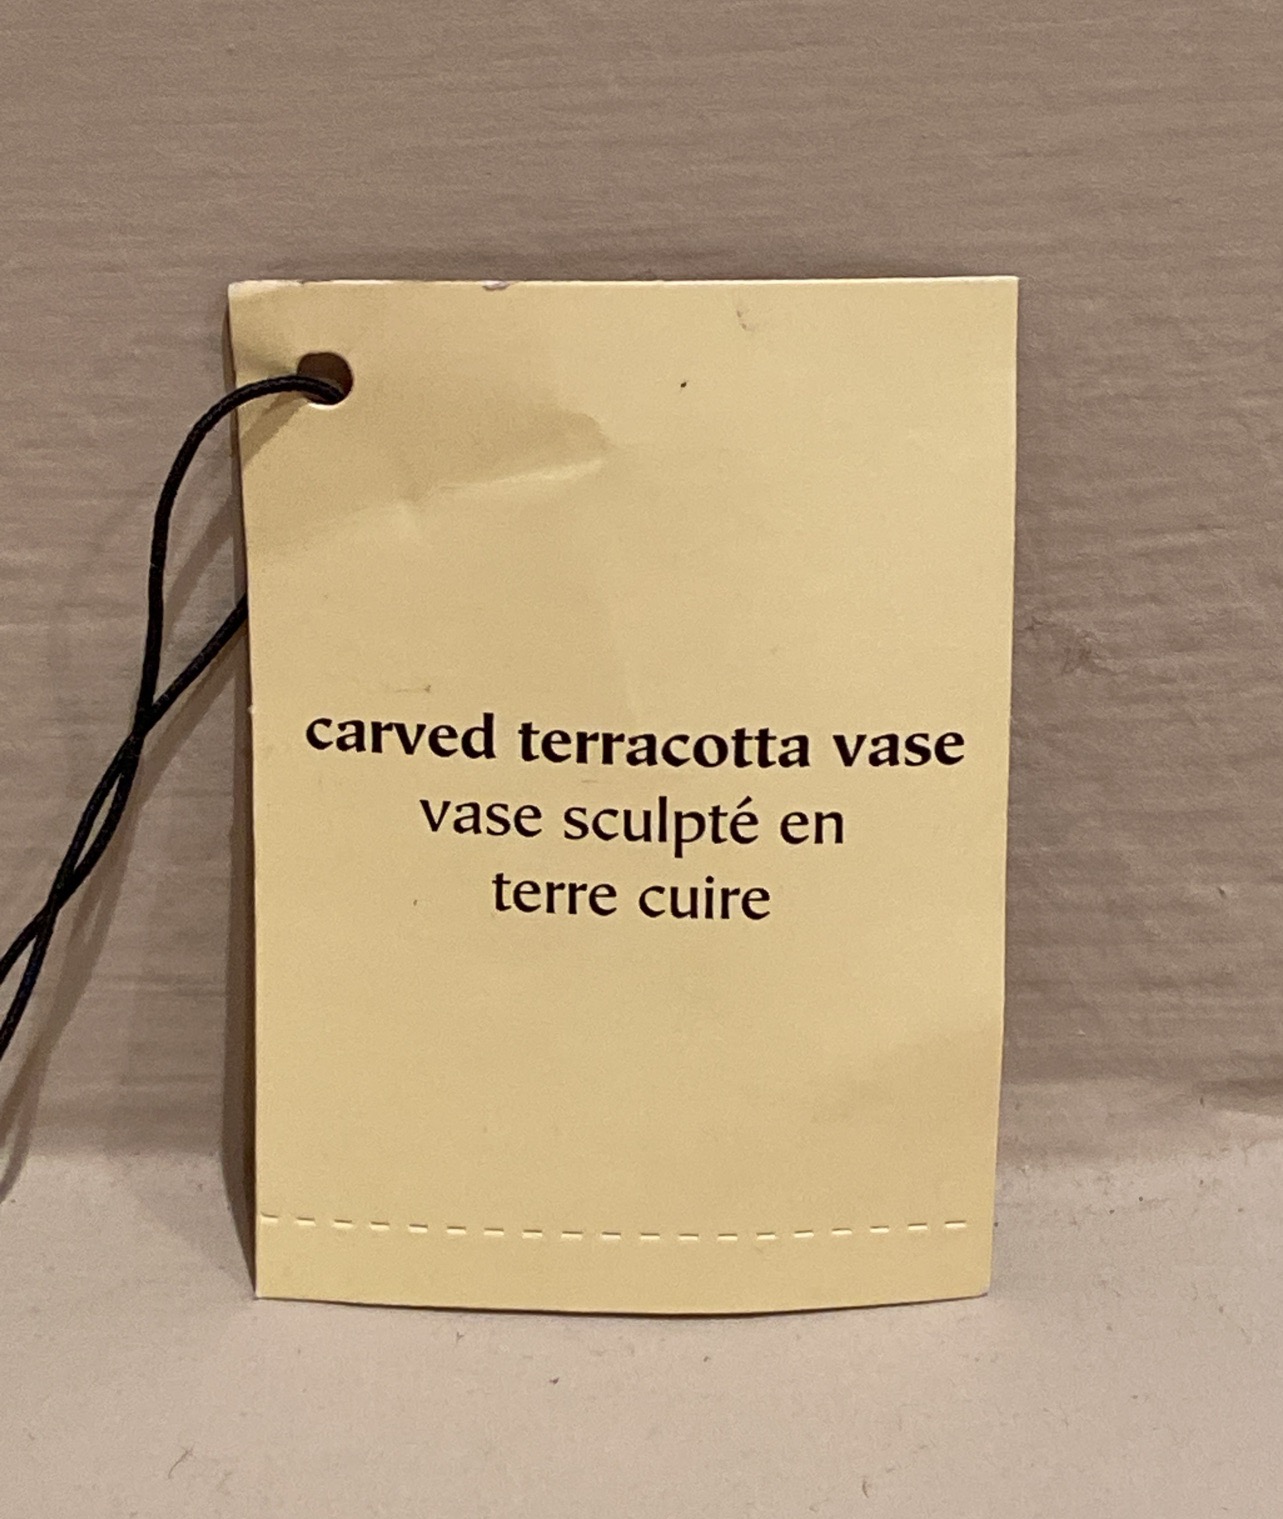 carved terracotta vase
vase sculpté en
terre cuire